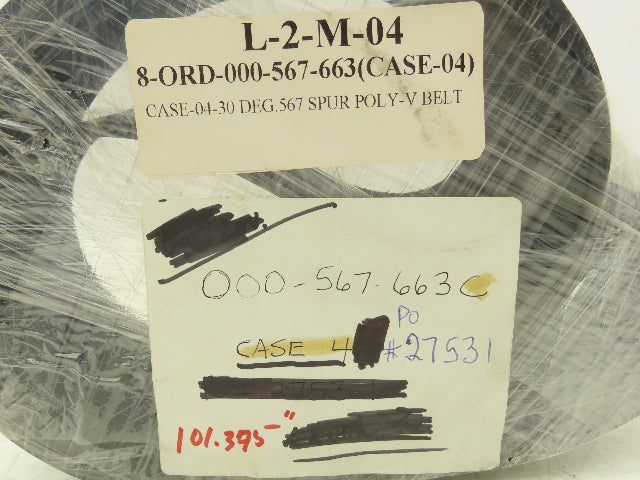 L-2-M-04
8-ORD-000-567-663(CASE-04)
CASE-04-30 DEG.567 SPUR POLY-V BELT
000-567-663C
CASE 4
PO
#27531
101.395-"